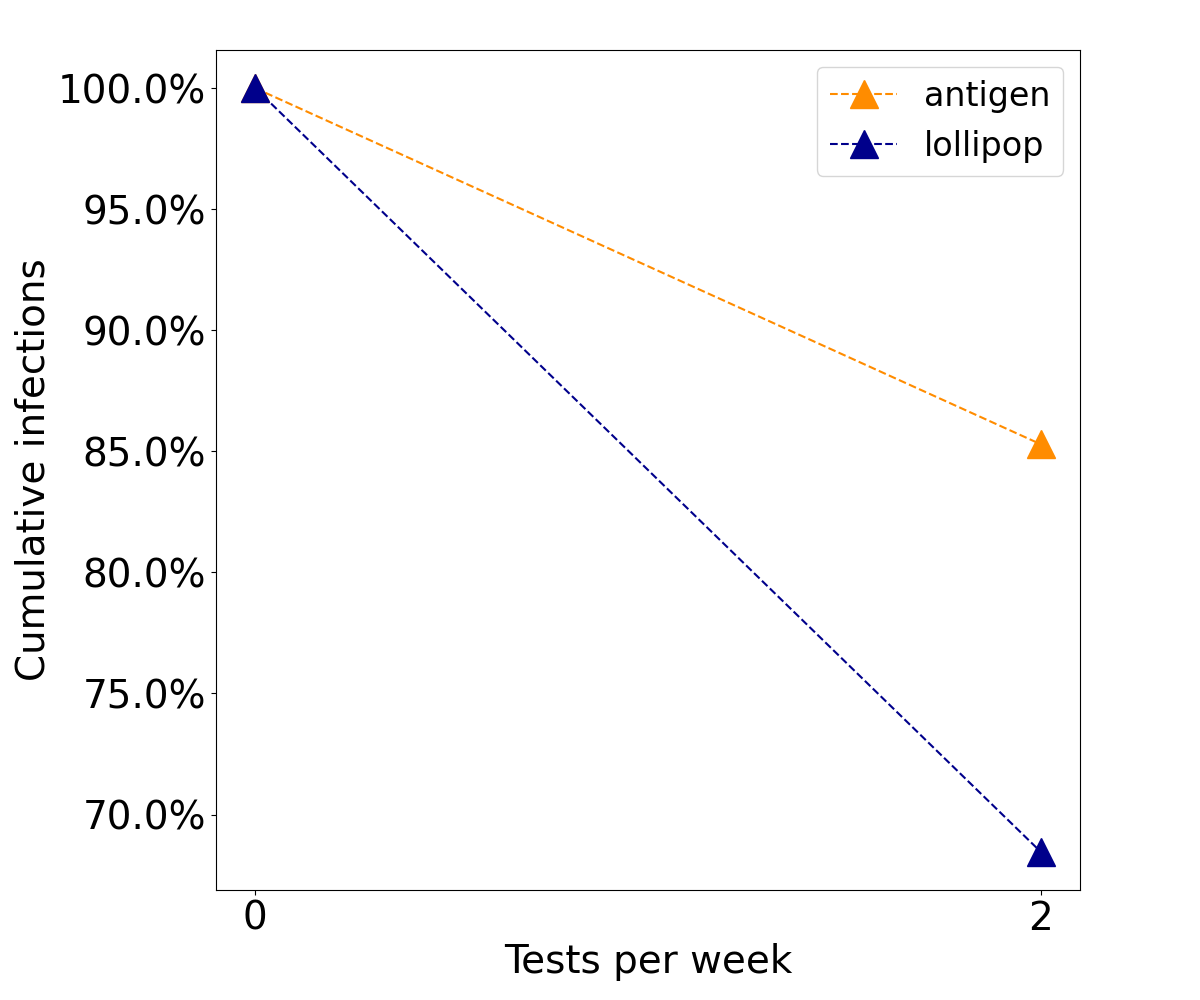 100.0%
95.0%
90.0%
85.0%
80.0%
75.0%
70.0%
Cumulative infections
0
2
Tests per week
antigen
lollipop